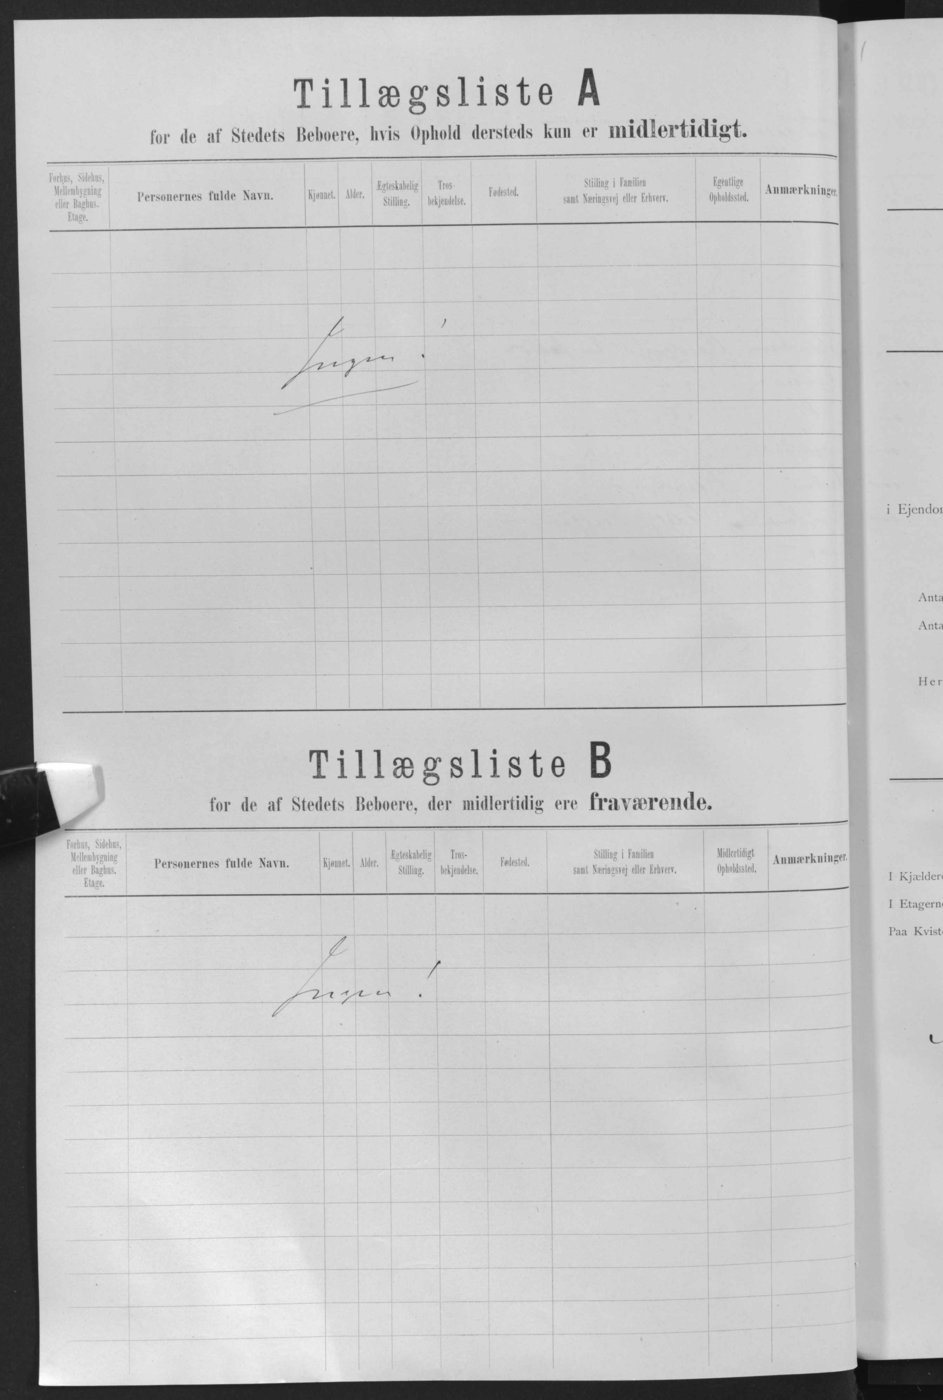 Tillægsliste A
for de af Stedets Beboere, hvis Ophold dersteds kun er midlertidigt.
Forhus, Sidehus,
Mellembygning
eller Baghus.
Etage.
Personernes fulde Navn.
Kjønnet.
Alder.
Ægteskabelig
Stilling.
Tros-
bekjendelse.
Fødested.
Stilling i Familien
samt Næringsvej eller Erhverv.
Egentlige
Opholdssted.
Anmærkninger.
Ingen!
Tillægsliste B
for de af Stedets Beboere, der midlertidig ere fraværende.
Forhus, Sidehus,
Mellembygning
eller Baghus.
Etage.
Personernes fulde Navn.
Kjønnet.
Alder.
Ægteskabelig
Stilling.
Tros-
bekjendelse.
Fødested.
Stilling i Familien
samt Næringsvej eller Erhverv.
Midlertidigt
Opholdssted.
Anmærkninger.
Ingen!
i Ejendo
Anta
Anta
Her
I Kjælder
I Etagern
Paa Kvist